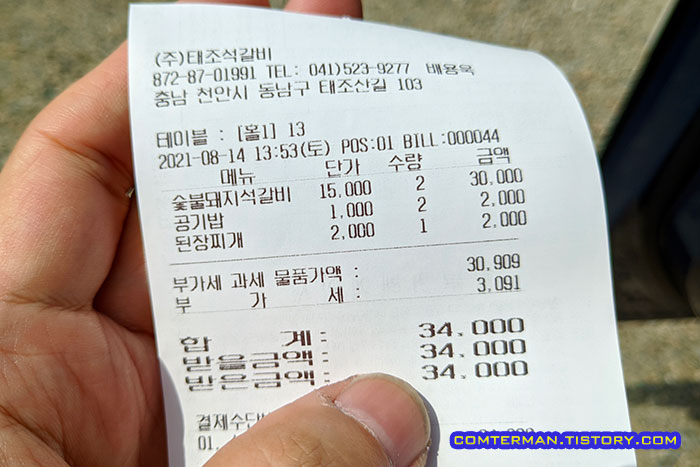 (주)태조석갈비
872-87-01991 TEL: 041)523-9277 배용욱
충남 천안시 동남구 태조산길 103
테이블 : [홀1] 13
2021-08-14 13:53(토) POS:01 BILL:000044
메뉴 단가 수량 금액
숯불돼지석갈비 15,000 2 30,000
공기밥 1,000 2 2,000
된장찌개 2,000 1 2,000
부가세 과세 물품가액 : 30,909
부 가 세 : 3,091
합 계 : 34,000
받을금액 : 34,000
받은금액 : 34,000
결제수단
01.
COMTERMAN.TISTORY.COM